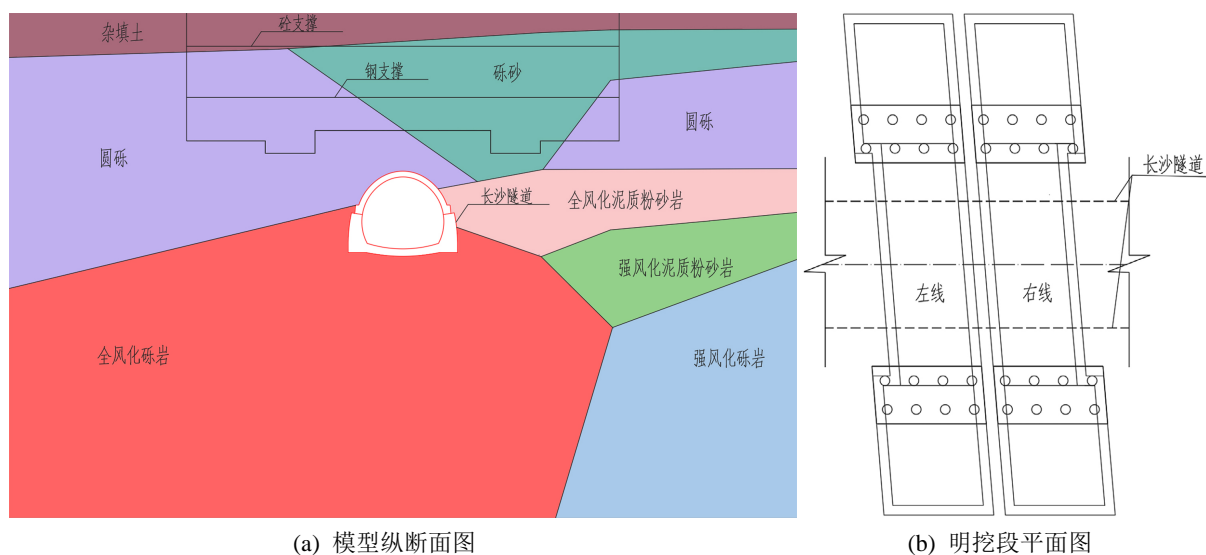 杂填土
砼支撑
钢支撑
砾砂
圆砾
圆砾
长沙隧道
全风化泥质粉砂岩
强风化泥质粉砂岩
全风化砾岩
强风化砾岩
(a) 模型纵断面图
长沙隧道
左线
右线
(b) 明挖段平面图